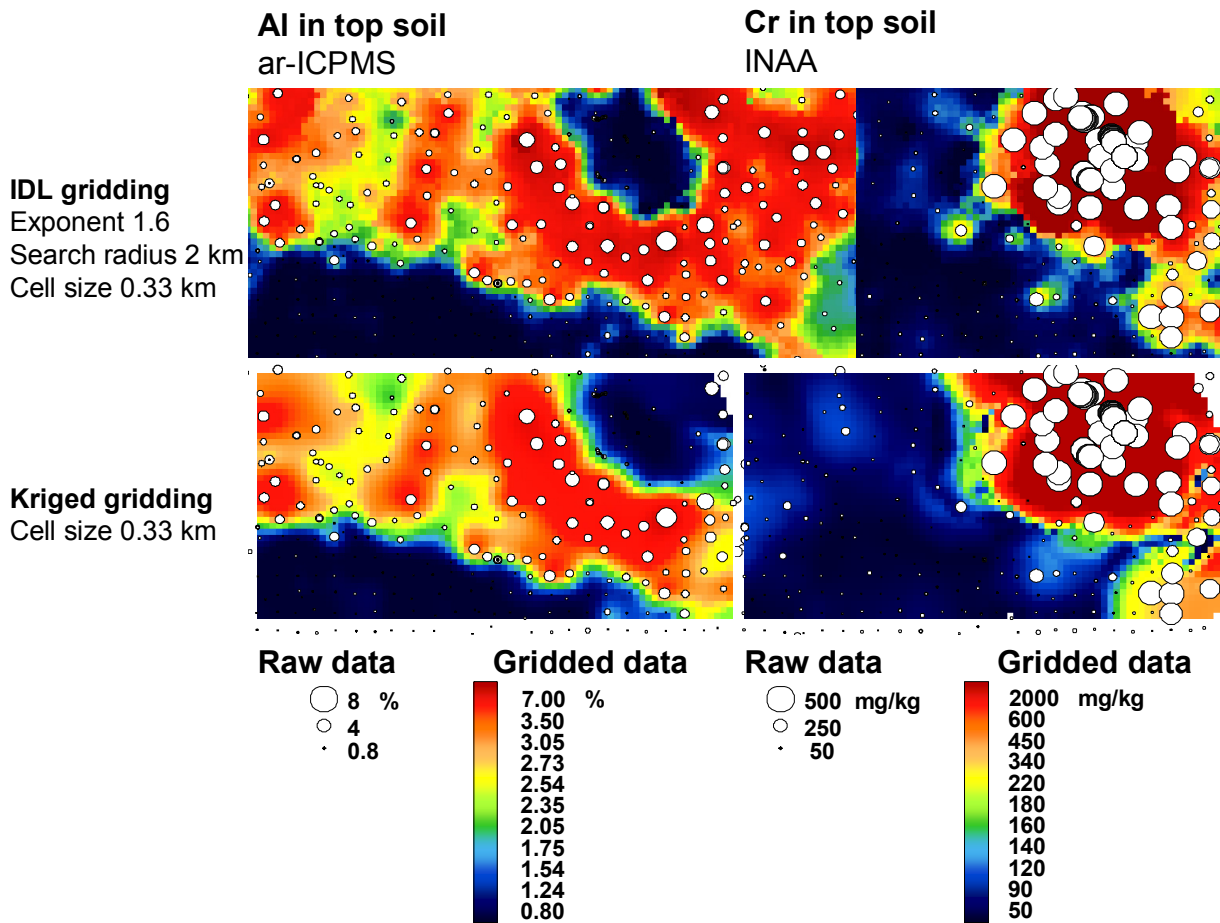 Al in top soil
ar-ICPMS
Cr in top soil
INAA
IDL gridding
Exponent 1.6
Search radius 2 km
Cell size 0.33 km
Kriged gridding
Cell size 0.33 km
Raw data
8 %
4
0.8
Gridded data
7.00 %
3.50
3.05
2.73
2.54
2.35
2.05
1.75
1.54
1.24
0.80
Raw data
500 mg/kg
250
50
Gridded data
2000 mg/kg
600
450
340
220
180
160
140
120
90
50